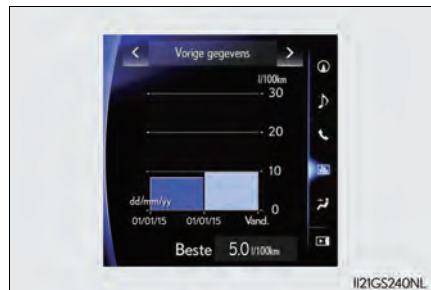 Vorige gegevens
l/100km
30
20
10
0
dd/mm/yy
01/01/15 01/01/15 Vand.
Beste 5.0 l/100km
II21GS240NL